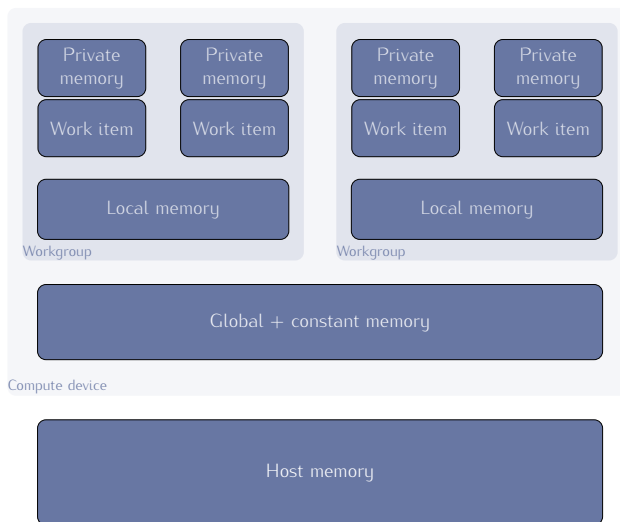 Private Private Private Private
memory memory memory memory
Work item Work item Work item Work item
Local memory Local memory
Workgroup Workgroup
Global + constant memory
Compute device
Host memory